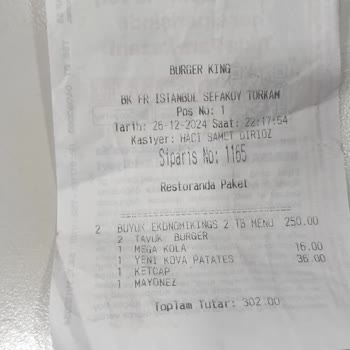 BURGER KING
BK FR ISTANBUL SEFAKOY TORKAM
Pos No: 1
Tarih: 26-12-2024 Saat: 22:17:54
Kasiyer: HACI SAMET DIRIOZ
Siparis No: 1165
Restoranda Paket
2 BUYUK EKONOMIKINGS 2 TB MENU 250.00
2 TAVUK BURGER
1 MEGA KOLA 16.00
1 YENI KOVA PATATES 36.00
1 KETCAP
1 MAYONEZ
Toplam Tutar: 302.00